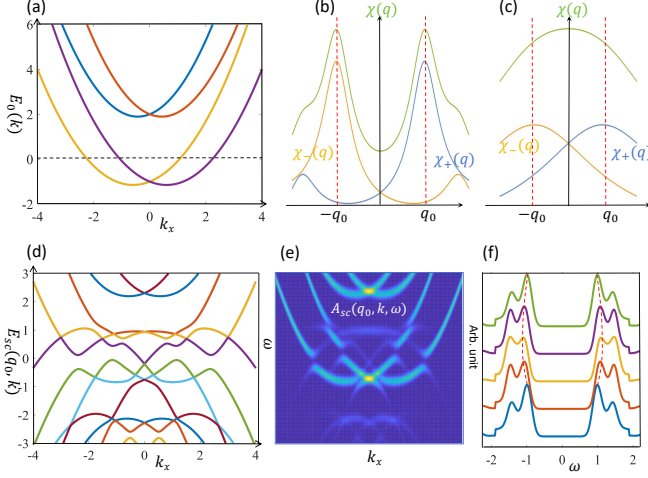 (a)
E₀(k)
6
4
2
0
-2
-4
-2
0
2
4
kₓ
(b)
χ(q)
χ₋(q)
χ₊(q)
-q₀
q₀
(c)
χ(q)
χ₋(q)
χ₊(q)
-q₀
q₀
(d)
E_sc(q₀, k)
3
2
1
0
-1
-2
-3
-4
-2
0
2
4
kₓ
(e)
A_sc(q₀, k, ω)
ω
kₓ
(f)
Arb. unit
-2
-1
0
1
2
ω